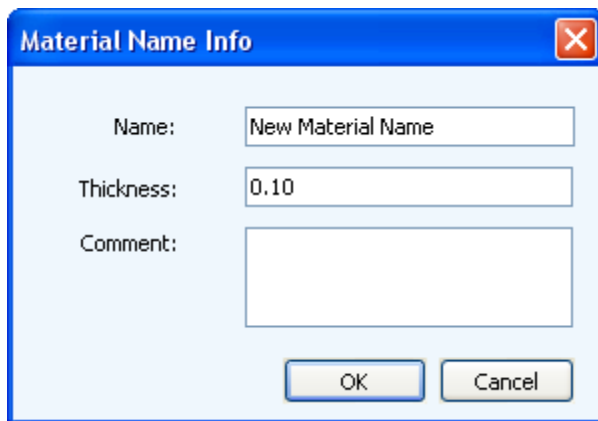 Material Name Info
Name: New Material Name
Thickness: 0.10
Comment:
OK Cancel